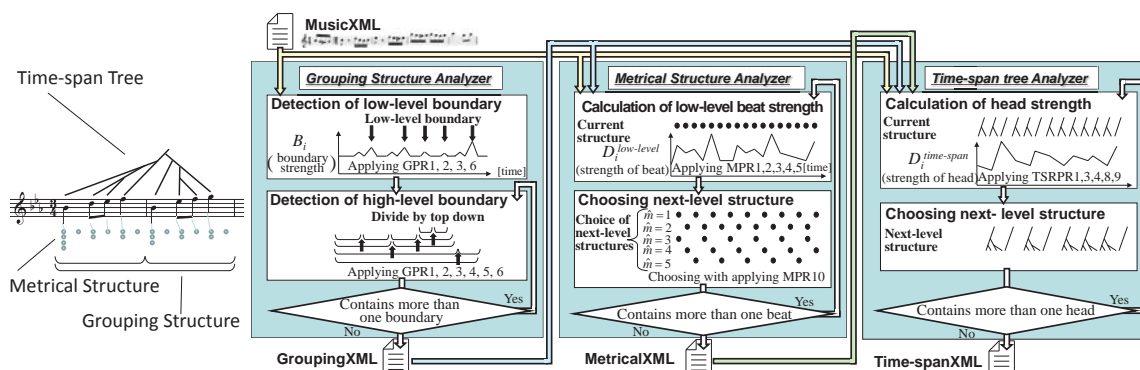 MusicXML
Time-span Tree
Metrical Structure
Grouping Structure
Grouping Structure Analyzer
Detection of low-level boundary
Low-level boundary
B_i
(boundary strength)
Applying GPR1, 2, 3, 6
[time]
Detection of high-level boundary
Divide by top down
Applying GPR1, 2, 3, 4, 5, 6
Contains more than
one boundary
Yes
No
GroupingXML
Metrical Structure Analyzer
Calculation of low-level beat strength
Current
structure
D_i^{low-level}
(strength of beat)
Applying MPR1,2,3,4,5
[time]
Choosing next-level structure
Choice of
next-level
structures
m̂ = 1
m̂ = 2
m̂ = 3
m̂ = 4
m̂ = 5
Choosing with applying MPR10
Contains more than one beat
Yes
No
MetricalXML
Time-span tree Analyzer
Calculation of head strength
Current
structure
D_i^{time-span}
(strength of head)
Applying TSRPR1,3,4,8,9
Choosing next- level structure
Next-level
structure
Contains more than one head
Yes
No
Time-spanXML